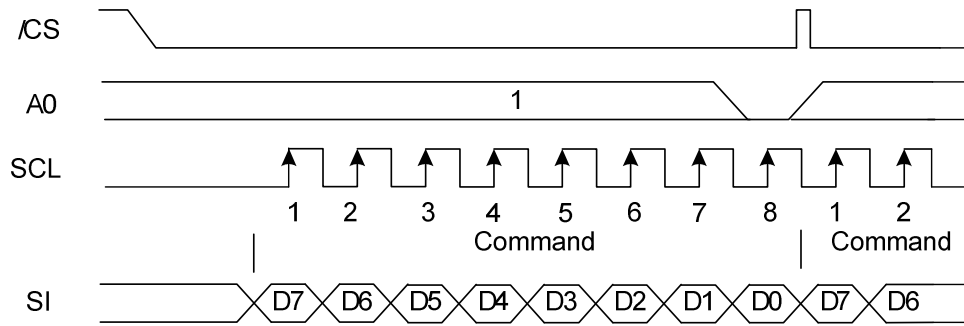 /CS
A0
1
SCL
1 2 3 4 5 6 7 8 1 2
Command Command
SI D7 D6 D5 D4 D3 D2 D1 D0 D7 D6